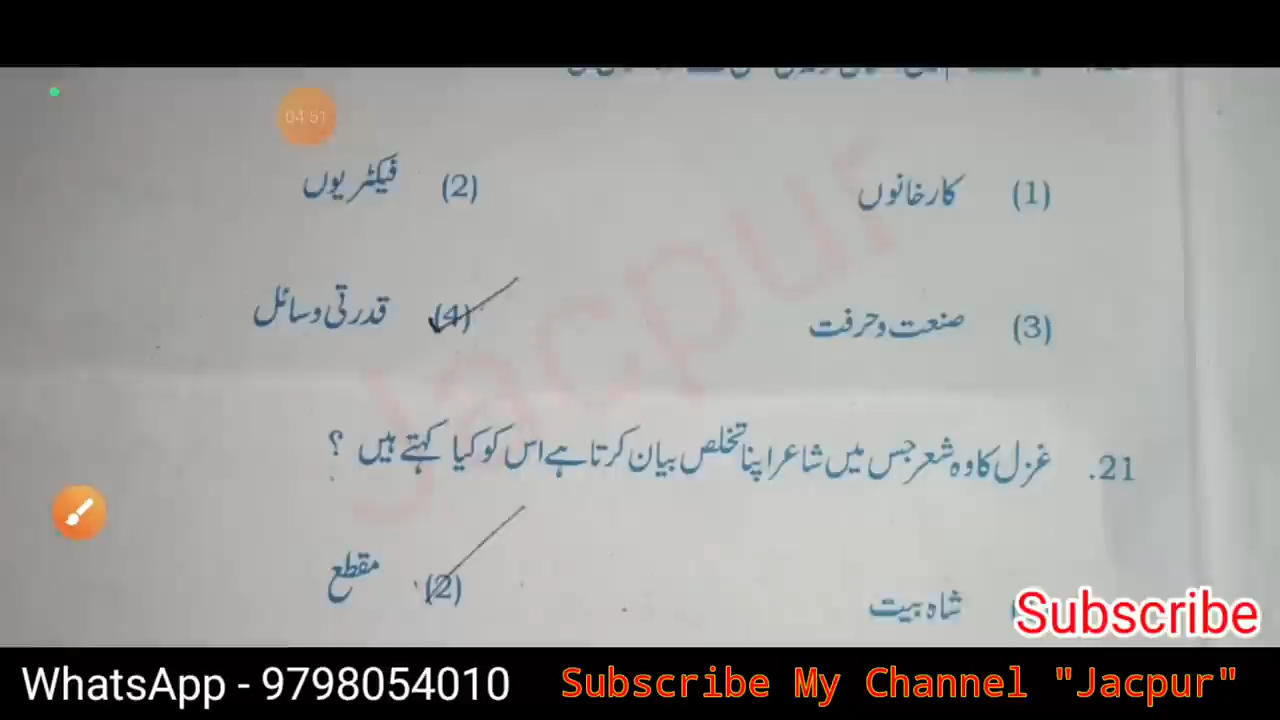 04:51
(1) کارخانوں (2) فیکٹریوں
(3) صنعت و حرفت (4) قدرتی وسائل
21. غزل کا وہ شعر جس میں شاعر اپنا تخلص بیان کرتا ہے اس کو کیا کہتے ہیں ؟
شاہ بیت (2) مقطع
Jacpur
Subscribe
WhatsApp - 9798054010 Subscribe My Channel "Jacpur"